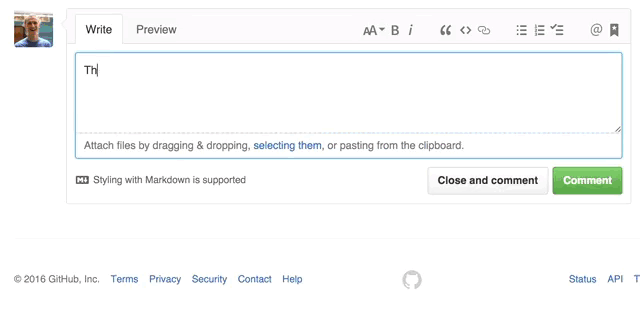 Write Preview AA B i
Th
Attach files by dragging & dropping, selecting them, or pasting from the clipboard.
Styling with Markdown is supported Close and comment Comment
© 2016 GitHub, Inc. Terms Privacy Security Contact Help Status API T